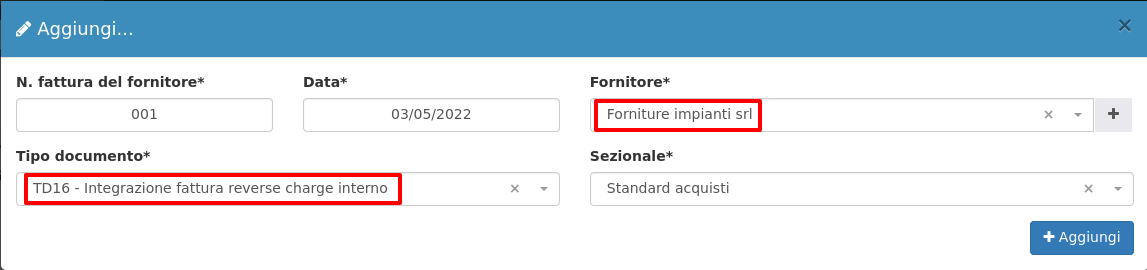 Aggiungi...
N. fattura del fornitore* Data* Fornitore*
001 03/05/2022 Forniture impianti srl
Tipo documento* Sezionale*
TD16 - Integrazione fattura reverse charge interno Standard acquisti
Aggiungi